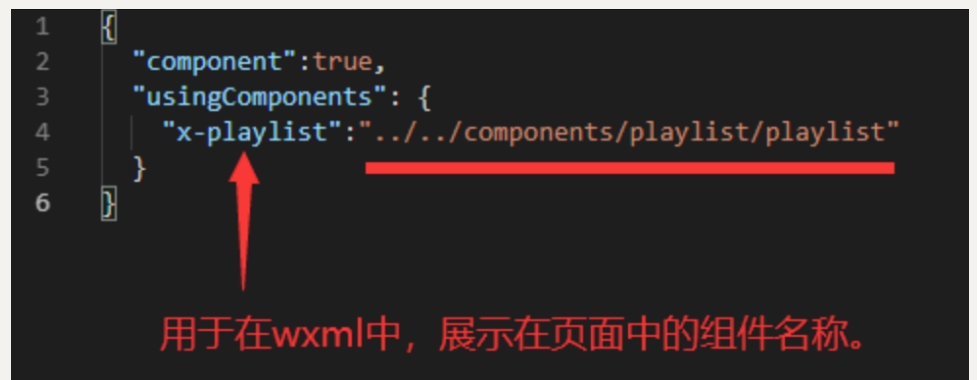 1 {
2 "component":true,
3 "usingComponents": {
4 "x-playlist":"../../components/playlist/playlist"
5 }
6 }
用于在wxml中，展示在页面中的组件名称。